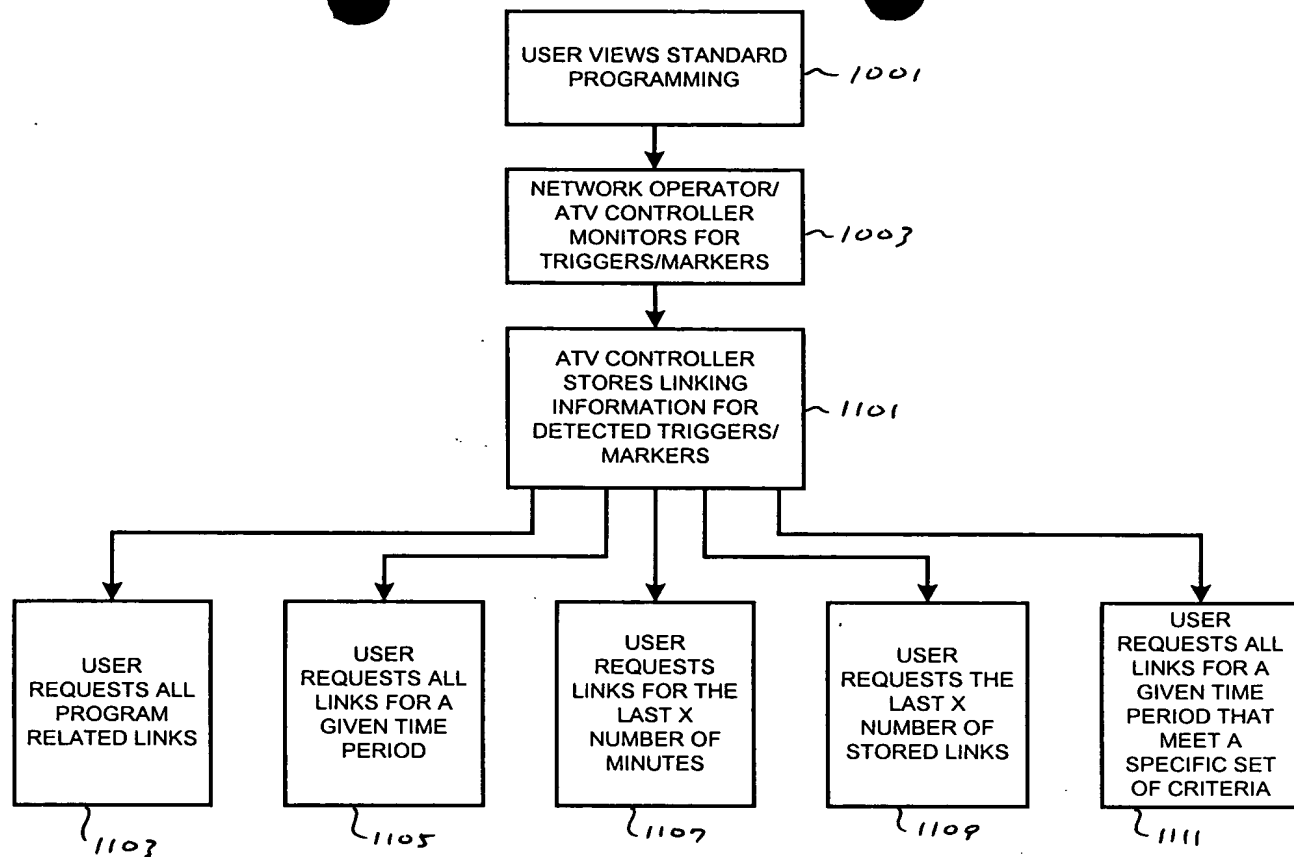 USER VIEWS STANDARD
PROGRAMMING
1001
NETWORK OPERATOR/
ATV CONTROLLER
MONITORS FOR
TRIGGERS/MARKERS
1003
ATV CONTROLLER
STORES LINKING
INFORMATION FOR
DETECTED TRIGGERS/
MARKERS
1101
USER
REQUESTS ALL
PROGRAM
RELATED LINKS
1103
USER
REQUESTS ALL
LINKS FOR A
GIVEN TIME
PERIOD
1105
USER
REQUESTS
LINKS FOR THE
LAST X
NUMBER OF
MINUTES
1107
USER
REQUESTS THE
LAST X
NUMBER OF
STORED LINKS
1109
USER
REQUESTS ALL
LINKS FOR A
GIVEN TIME
PERIOD THAT
MEET A
SPECIFIC SET
OF CRITERIA
1111